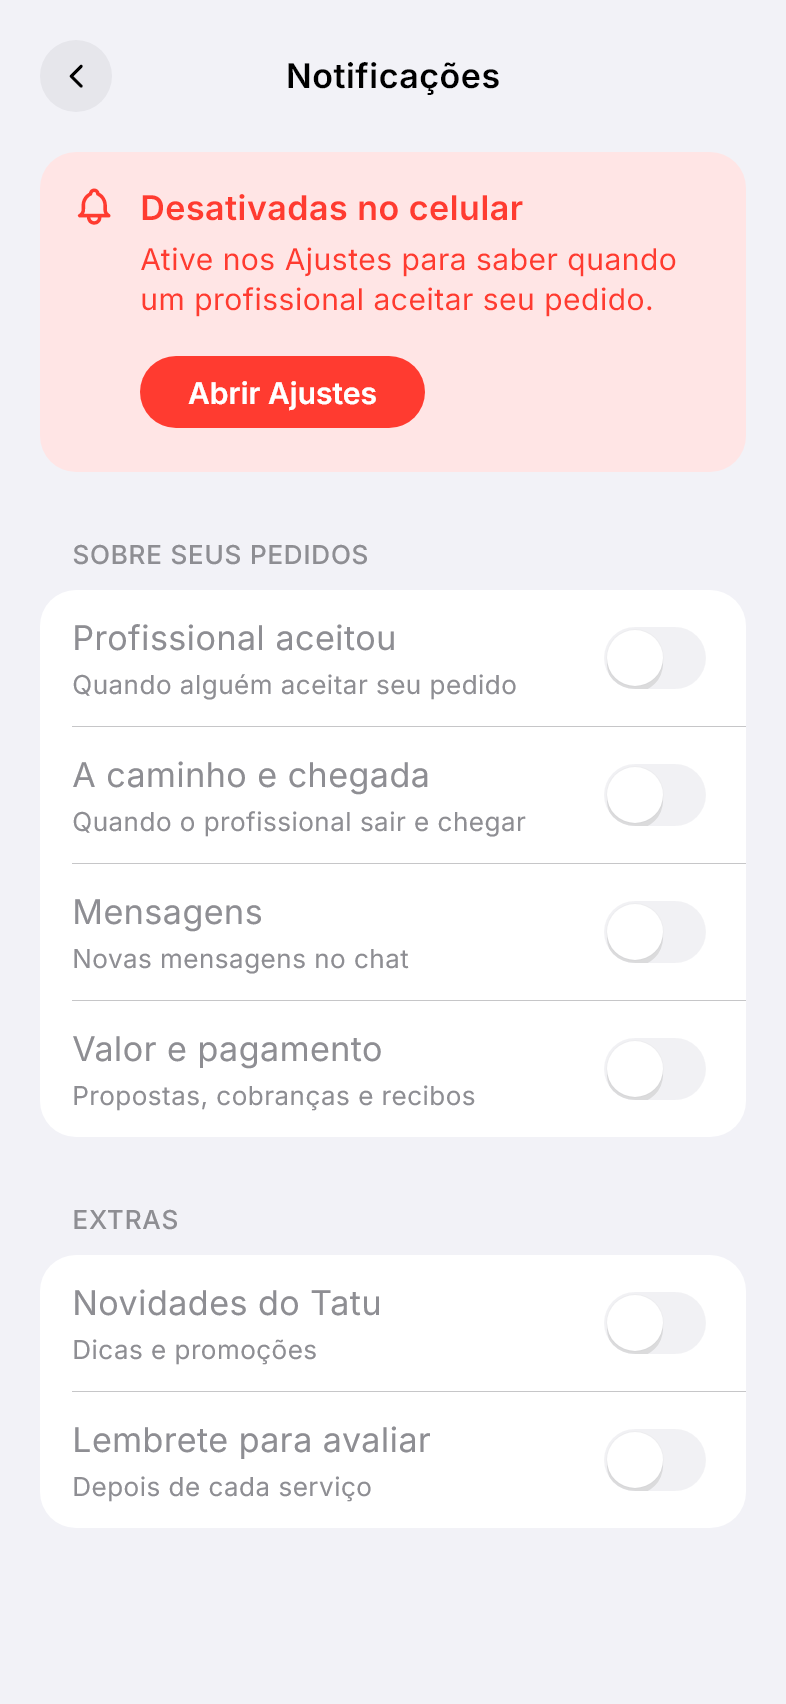 Notificações
Desativadas no celular
Ative nos Ajustes para saber quando
um profissional aceitar seu pedido.
Abrir Ajustes
SOBRE SEUS PEDIDOS
Profissional aceitou
Quando alguém aceitar seu pedido
A caminho e chegada
Quando o profissional sair e chegar
Mensagens
Novas mensagens no chat
Valor e pagamento
Propostas, cobranças e recibos
EXTRAS
Novidades do Tatu
Dicas e promoções
Lembrete para avaliar
Depois de cada serviço